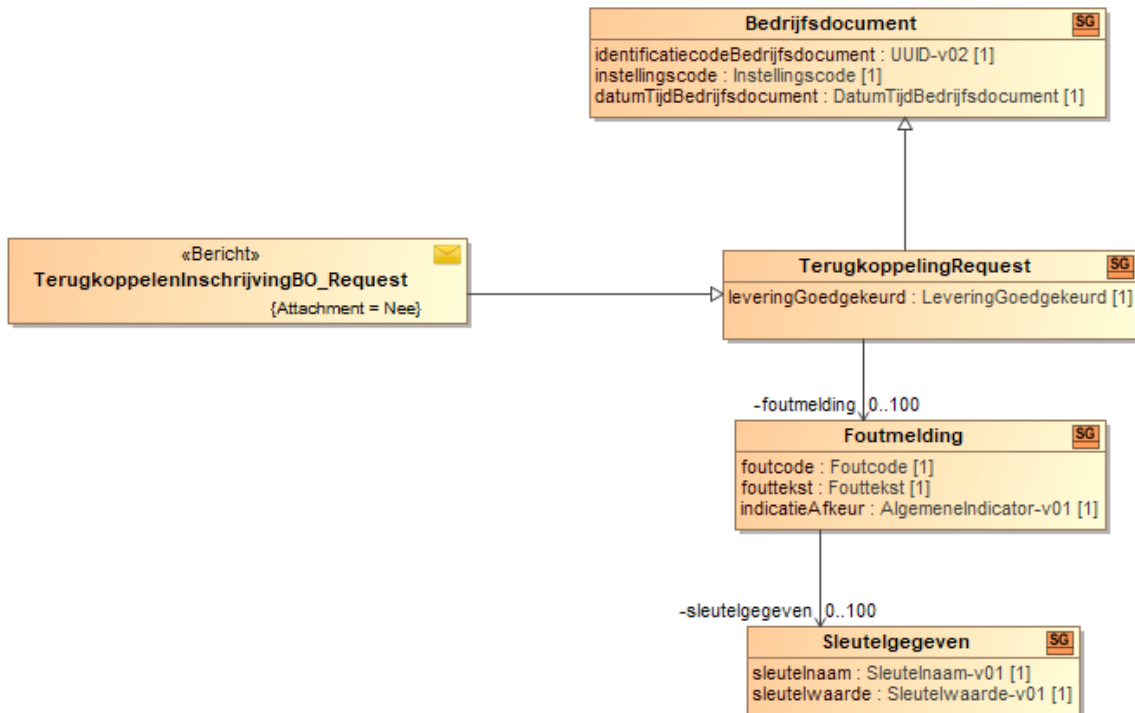 Bedrijfsdocument
SG
identificatiecodeBedrijfsdocument : UUID-v02 [1]
instellingscode : Instellingscode [1]
datumTijdBedrijfsdocument : DatumTijdBedrijfsdocument [1]
«Bericht»
TerugkoppelenInschrijvingBO_Request
{Attachment = Nee}
TerugkoppelingRequest
SG
leveringGoedgekeurd : LeveringGoedgekeurd [1]
-foutmelding 0..100
Foutmelding
SG
foutcode : Foutcode [1]
fouttekst : Fouttekst [1]
indicatieAfkeur : AlgemeneIndicator-v01 [1]
-sleutelgegeven 0..100
Sleutelgegeven
SG
sleutelnaam : Sleutelnaam-v01 [1]
sleutelwaarde : Sleutelwaarde-v01 [1]